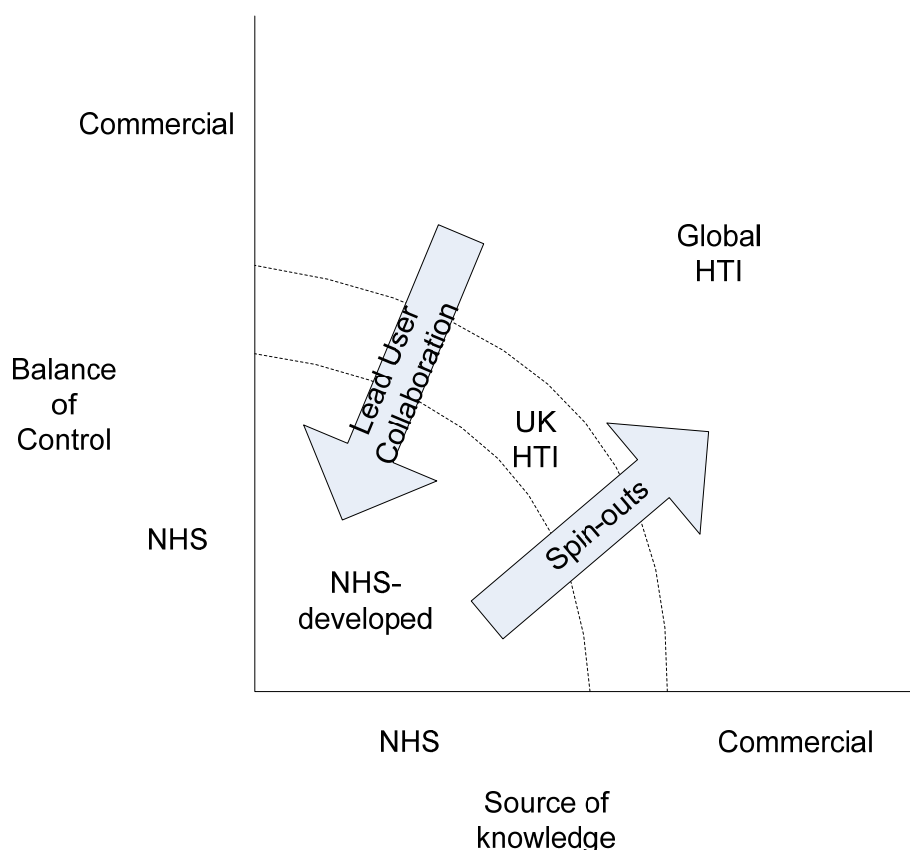 Commercial
Global
HTI
Lead User
Collaboration
Balance
of
Control
UK
HTI
Spin-outs
NHS
NHS-
developed
NHS
Commercial
Source of
knowledge